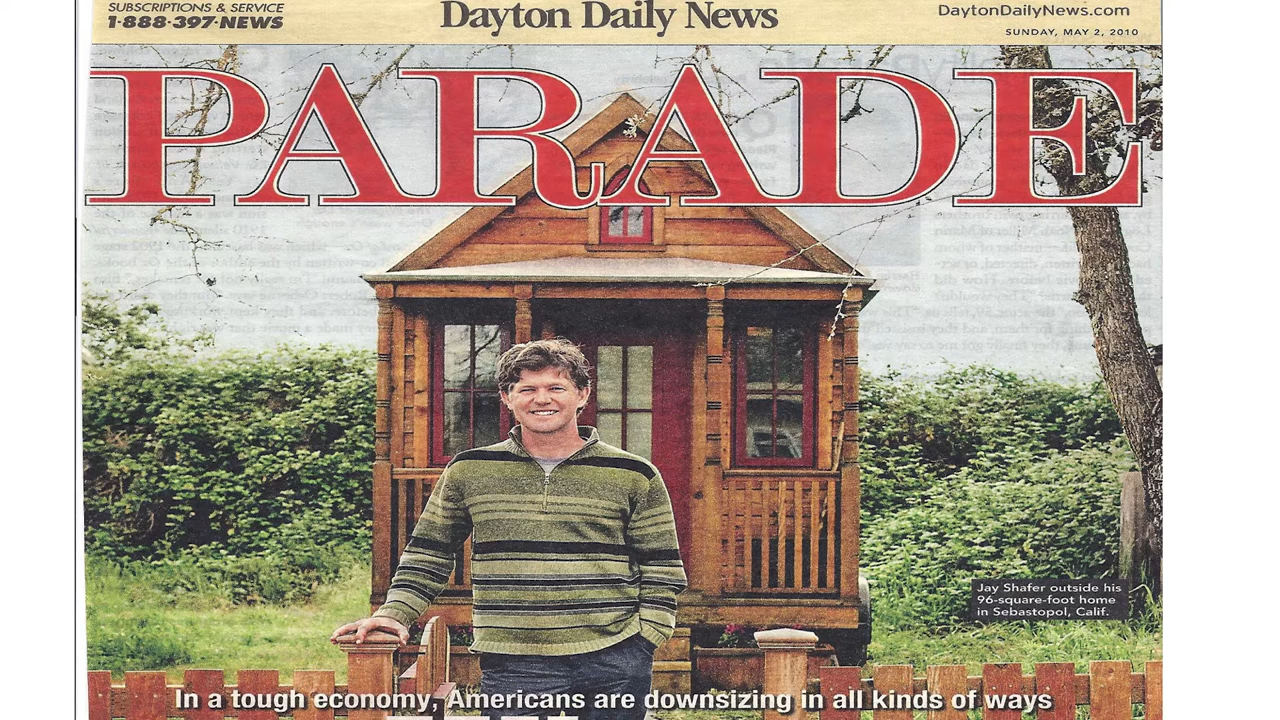 SUBSCRIPTIONS & SERVICE
1-888-397-NEWS
Dayton Daily News
DaytonDailyNews.com
SUNDAY, MAY 2, 2010
PARADE
Jay Shafer outside his
96-square-foot home
in Sebastopol, Calif.
In a tough economy, Americans are downsizing in all kinds of ways